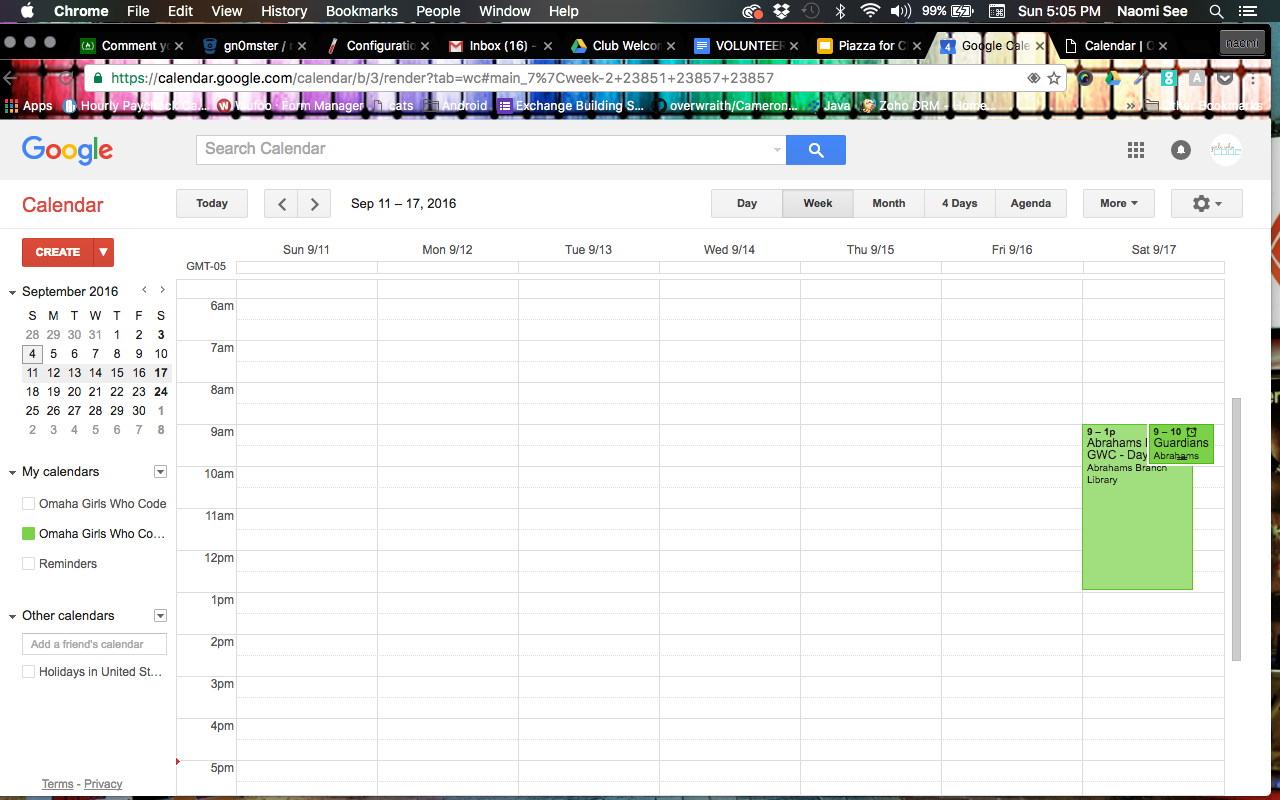 Chrome File Edit View History Bookmarks People Window Help 99% Sun 5:05 PM Naomi See
Comment y gn0mster / Configuratio Inbox (16) - Club Welcor VOLUNTEER Piazza for C Google Cale Calendar | naomi
https://calendar.google.com/calendar/b/3/render?tab=wc#main_7%7Cweek-2+23851+23857+23857
Apps Hourly Paycheck Wufoo · Form Manager cats Android Exchange Building S... overwraith/Cameron... Java Zoho CRM - Home... » Other Bookmarks
Google Search Calendar
Calendar Today Sep 11 – 17, 2016 Day Week Month 4 Days Agenda More
CREATE
Sun 9/11 Mon 9/12 Tue 9/13 Wed 9/14 Thu 9/15 Fri 9/16 Sat 9/17
GMT-05
September 2016
S M T W T F S
28 29 30 31 1 2 3
4 5 6 7 8 9 10
11 12 13 14 15 16 17
18 19 20 21 22 23 24
25 26 27 28 29 30 1
2 3 4 5 6 7 8
My calendars
Omaha Girls Who Code
Omaha Girls Who Co...
Reminders
Other calendars
Add a friend's calendar
Holidays in United St...
Terms - Privacy
6am
7am
8am
9am
10am
11am
12pm
1pm
2pm
3pm
4pm
5pm
9 – 1p
Abrahams
GWC - Day
Abrahams Branch
Library
9 – 10
Guardians
Abrahams